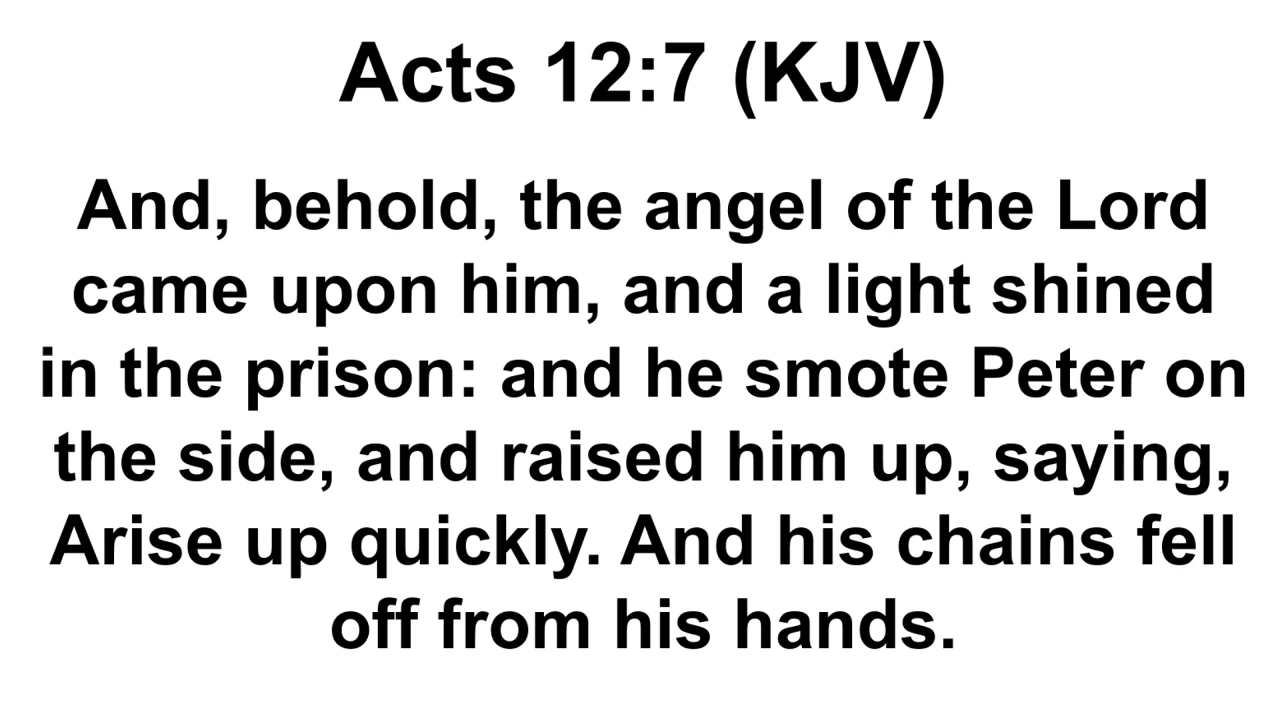 Acts 12:7 (KJV)
And, behold, the angel of the Lord
came upon him, and a light shined
in the prison: and he smote Peter on
the side, and raised him up, saying,
Arise up quickly. And his chains fell
off from his hands.